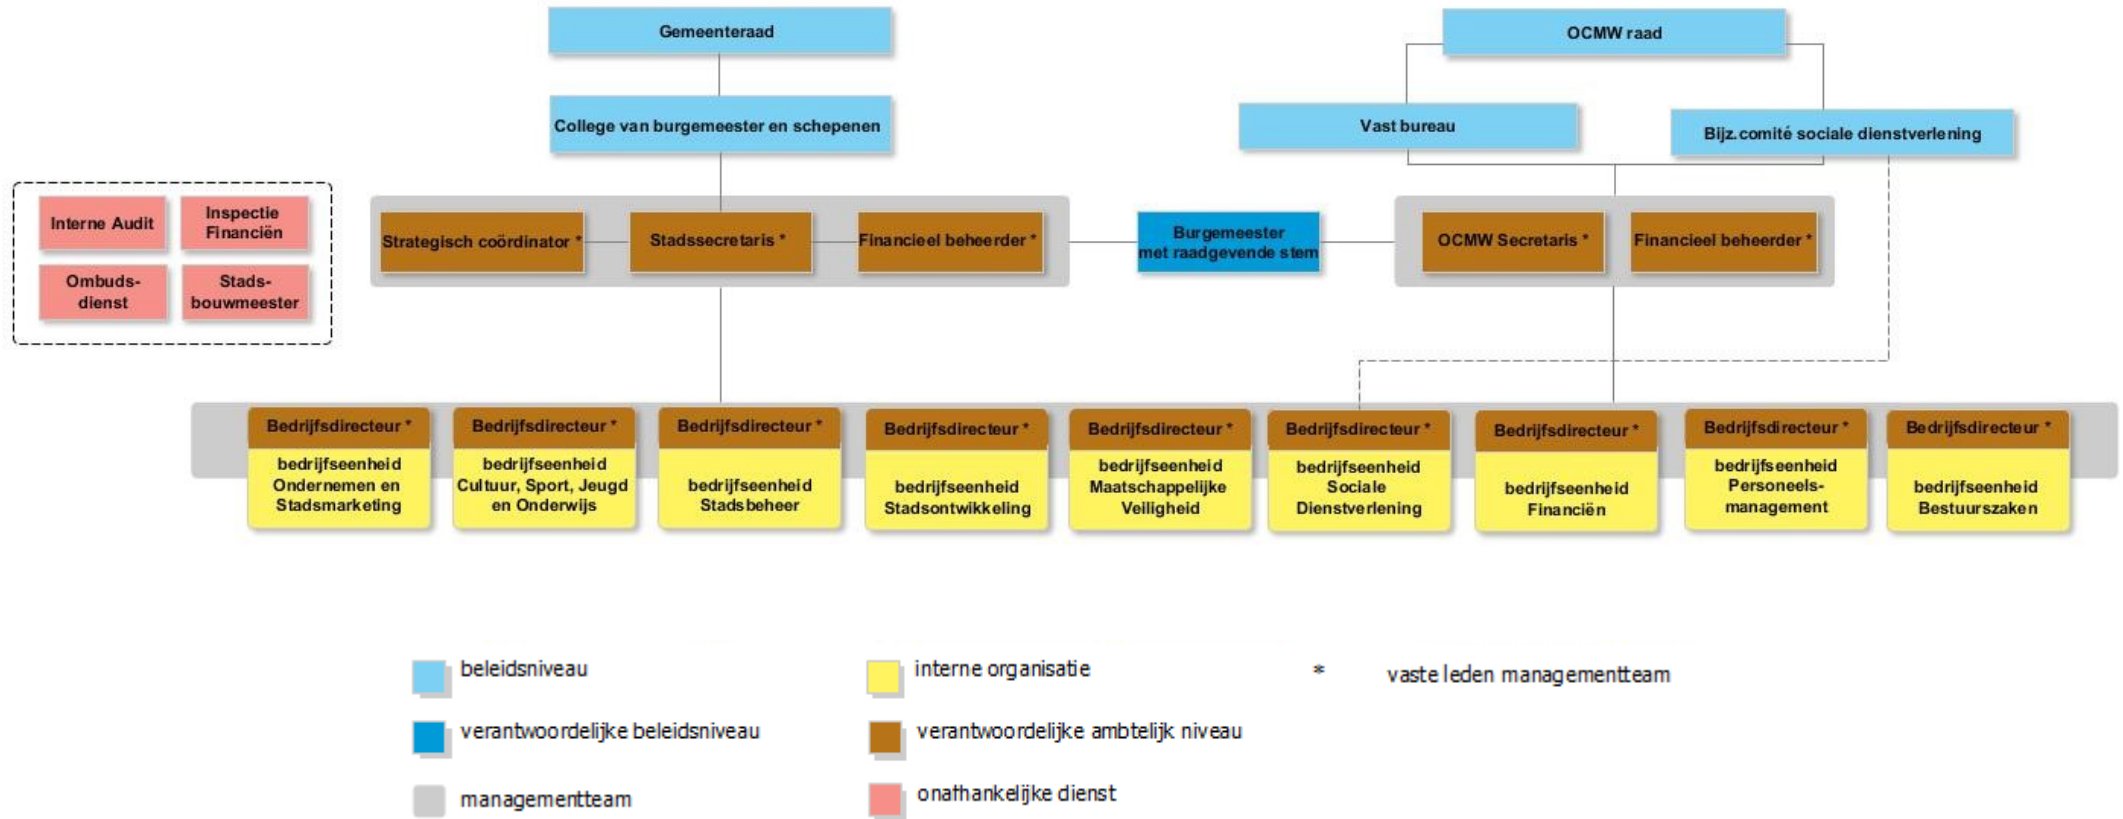 Gemeenteraad
OCMW raad
College van burgemeester en schepenen
Vast bureau
Bijz.comité sociale dienstverlening
Interne Audit
Inspectie
Financiën
Ombuds-
dienst
Stads-
bouwmeester
Strategisch coördinator *
Stadssecretaris *
Financieel beheerder *
Burgemeester
met raadgevende stem
OCMW Secretaris *
Financieel beheerder *
Bedrijfsdirecteur *
bedrijfseenheid
Ondernemen en
Stadsmarketing
Bedrijfsdirecteur *
bedrijfseenheid
Cultuur, Sport, Jeugd
en Onderwijs
Bedrijfsdirecteur *
bedrijfseenheid
Stadsbeheer
Bedrijfsdirecteur *
bedrijfseenheid
Stadsontwikkeling
Bedrijfsdirecteur *
bedrijfseenheid
Maatschappelijke
Veiligheid
Bedrijfsdirecteur *
bedrijfseenheid
Sociale
Dienstverlening
Bedrijfsdirecteur *
bedrijfseenheid
Financiën
Bedrijfsdirecteur *
bedrijfseenheid
Personeels-
management
Bedrijfsdirecteur *
bedrijfseenheid
Bestuurszaken
beleidsniveau
verantwoordelijke beleidsniveau
managementteam
interne organisatie
verantwoordelijke ambtelijk niveau
onafhankelijke dienst
* vaste leden managementteam